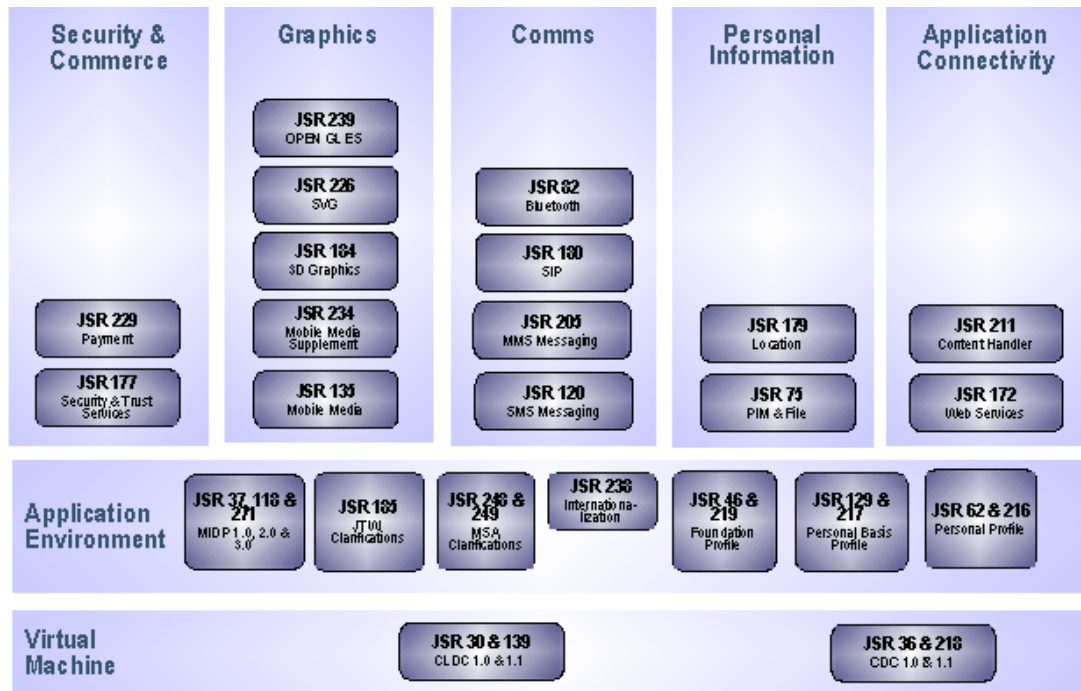 Security &
Commerce
JSR 229
Payment
JSR 177
Security & Trust
Services
Graphics
JSR 239
OPEN GL ES
JSR 226
SVG
JSR 184
3D Graphics
JSR 234
Mobile Media
Supplement
JSR 135
Mobile Media
Comms
JSR 82
Bluetooth
JSR 180
SIP
JSR 205
MMS Messaging
JSR 120
SMS Messaging
Personal
Information
JSR 179
Location
JSR 75
PIM & File
Application
Connectivity
JSR 211
Content Handler
JSR 172
Web Services
Application
Environment
JSR 37, 118 &
271
MIDP 1.0, 2.0 &
3.0
JSR 185
JTWI
Clarifications
JSR 248 &
249
MSA
Clarifications
JSR 238
Internationa-
lization
JSR 46 &
219
Foundation
Profile
JSR 129 &
217
Personal Basis
Profile
JSR 62 & 216
Personal Profile
Virtual
Machine
JSR 30 & 139
CLDC 1.0 & 1.1
JSR 36 & 218
CDC 1.0 & 1.1